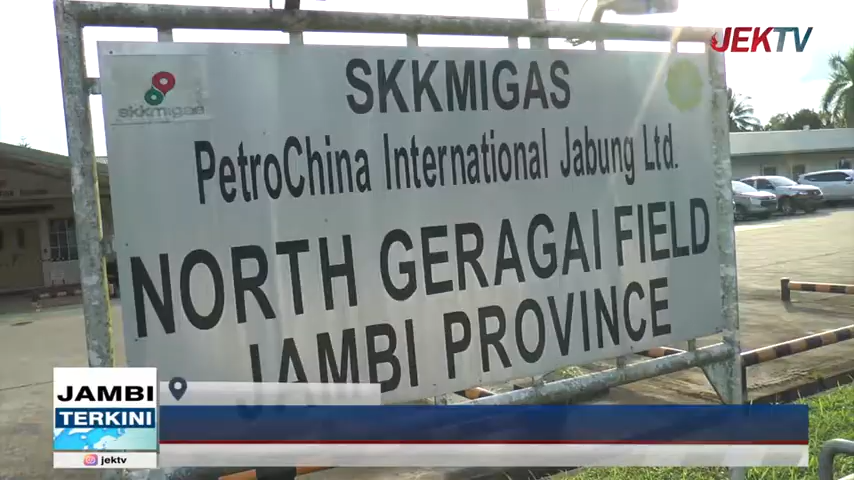 JEKTV
SKKMIGAS
skkmigas
PetroChina International Jabung Ltd.
NORTH GERAGAI FIELD
JAMBI PROVINCE
JAMBI
TERKINI
jektv